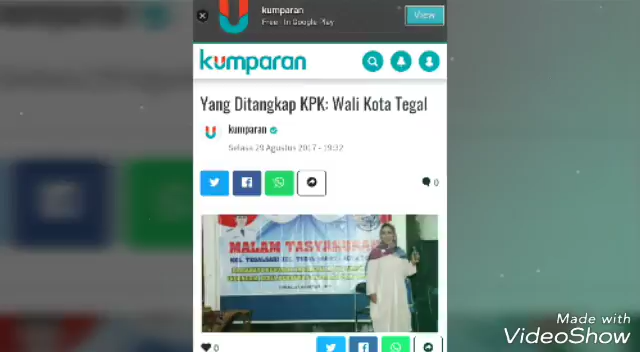 kumparan
Free - In Google Play
View
kumparan
Yang Ditangkap KPK: Wali Kota Tegal
kumparan
Selasa 29 Agustus 2017 - 19:32
0
MALAM TASYAKURAN
0
Made with
VideoShow